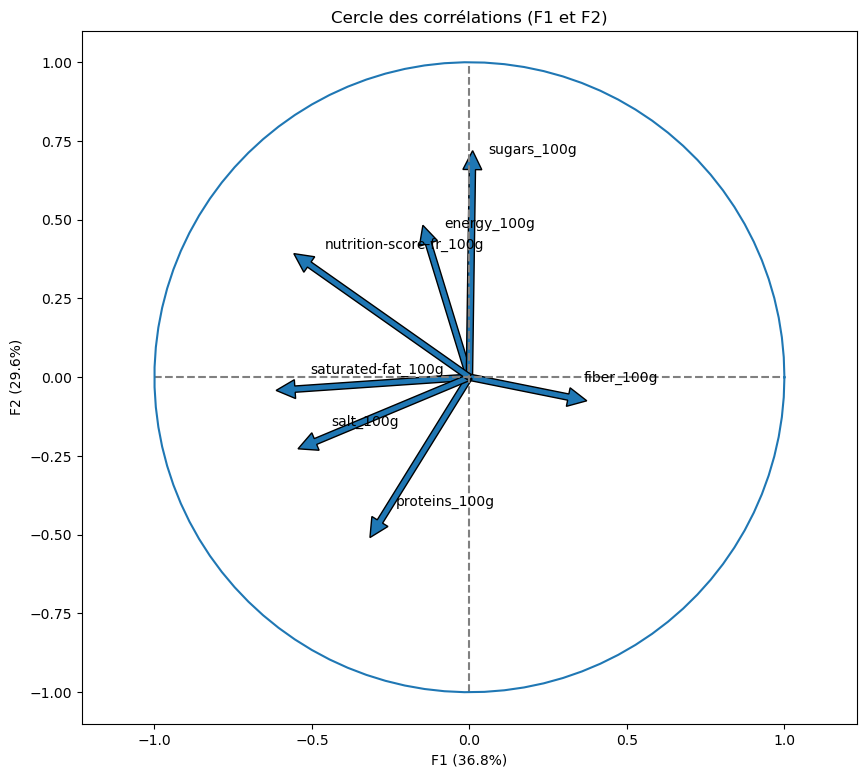 Cercle des corrélations (F1 et F2)
1.00
0.75
0.50
0.25
0.00
−0.25
−0.50
−0.75
−1.00
F2 (29.6%)
sugars_100g
energy_100g
nutrition-score-fr_100g
saturated-fat_100g
fiber_100g
salt_100g
proteins_100g
−1.0
−0.5
0.0
0.5
1.0
F1 (36.8%)